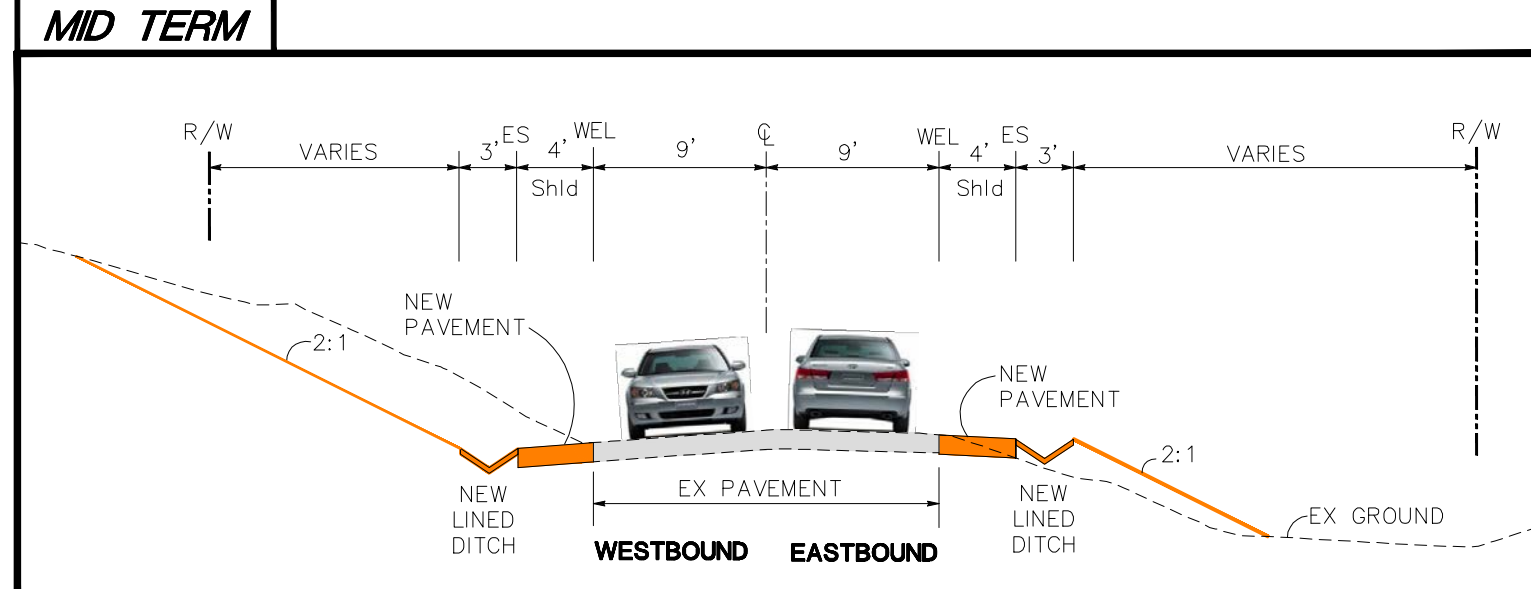 MID TERM
R/W
VARIES
3'
ES
4'
WEL
9'
℄
9'
WEL
4'
ES
3'
VARIES
R/W
Shld
Shld
NEW
PAVEMENT
2:1
NEW
PAVEMENT
2:1
EX PAVEMENT
NEW
LINED
DITCH
NEW
LINED
DITCH
EX GROUND
WESTBOUND
EASTBOUND